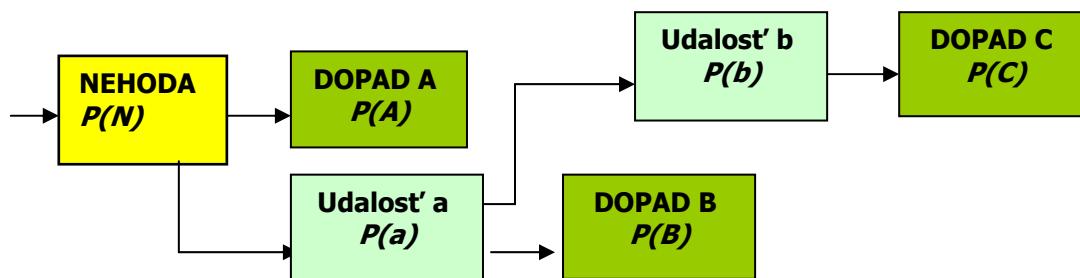 NEHODA
P(N)
DOPAD A
P(A)
Udalosť a
P(a)
Udalosť b
P(b)
DOPAD B
P(B)
DOPAD C
P(C)